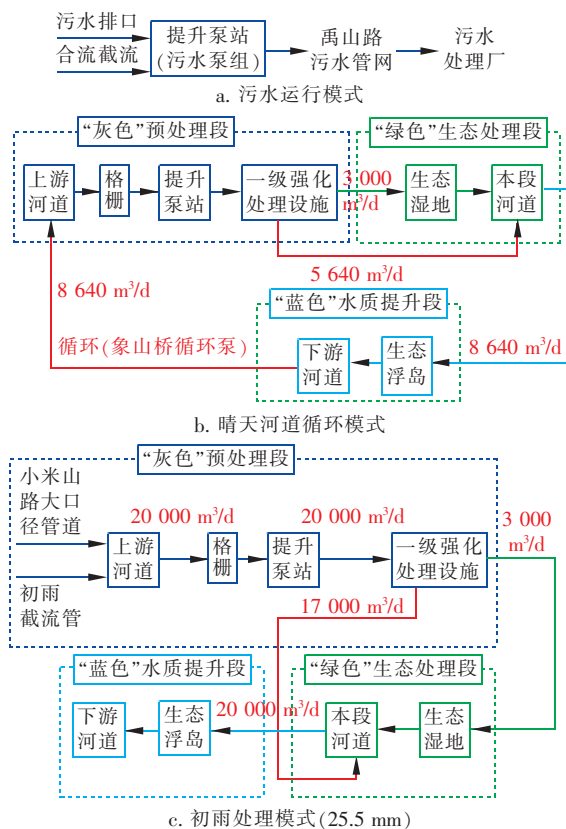 污水排口
合流截流
提升泵站
(污水泵组)
禹山路
污水管网
污水
处理厂
a. 污水运行模式
“灰色”预处理段
“绿色”生态处理段
上游
河道
格
栅
提升
泵站
一级强化
处理设施
3 000
m³/d
生态
湿地
本段
河道
5 640 m³/d
8 640 m³/d
“蓝色”水质提升段
循环(象山桥循环泵)
下游
河道
生态
浮岛
8 640 m³/d
b. 晴天河道循环模式
“灰色”预处理段
小米山
路大口
径管道
初雨
截流管
20 000 m³/d
20 000 m³/d
3 000
m³/d
上游
河道
格
栅
提升
泵站
一级强化
处理设施
17 000 m³/d
“蓝色”水质提升段
“绿色”生态处理段
下游
河道
生态
浮岛
20 000 m³/d
本段
河道
生态
湿地
c. 初雨处理模式(25.5 mm)